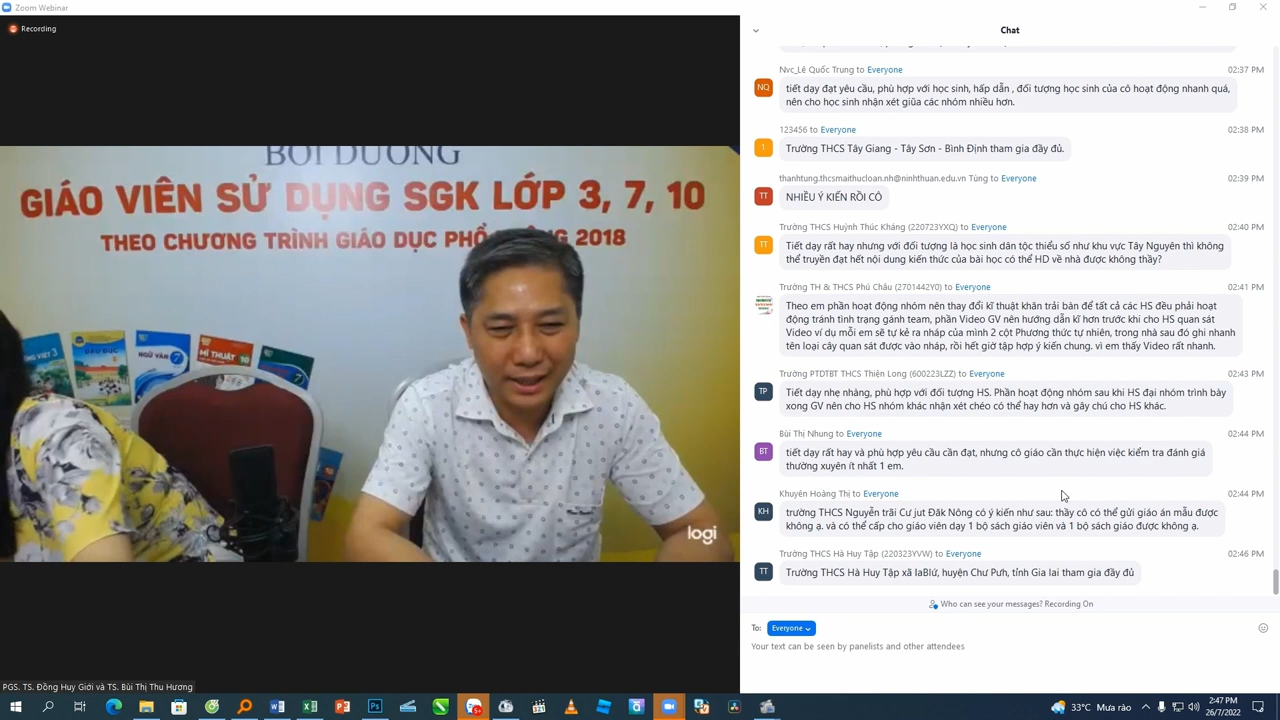 Zoom Webinar
Recording
BỒI DƯỠNG
GIÁO VIÊN SỬ DỤNG SGK LỚP 3, 7, 10
THEO CHƯƠNG TRÌNH GIÁO DỤC PHỔ THÔNG 2018
VIỆT 3
ĐẠO ĐỨC
NGỮ VĂN 7
MĨ THUẬT 10
logi
PGS. TS. Đồng Huy Giới và TS. Bùi Thị Thu Hương
Chat
Nvc_Lê Quốc Trung to Everyone 02:37 PM
NQ
tiết dạy đạt yêu cầu, phù hợp với học sinh, hấp dẫn , đối tượng học sinh của cô hoạt động nhanh quá,
nên cho học sinh nhận xét giũa các nhóm nhiều hơn.
123456 to Everyone 02:38 PM
1
Trường THCS Tây Giang - Tây Sơn - Bình Định tham gia đầy đủ.
thanhtung.thcsmaithucloan.nh@ninhthuan.edu.vn Tùng to Everyone 02:39 PM
TT
NHIỀU Ý KIẾN RỒI CÔ
Trường THCS Huỳnh Thúc Kháng (220723YXQ) to Everyone 02:40 PM
TT
Tiết dạy rất hay nhưng với đối tượng là học sinh dân tộc thiểu số như khu vực Tây Nguyên thì không
thể truyền đạt hết nội dung kiến thức của bài học có thể HD về nhà được không thầy?
Trường TH & THCS Phú Châu (2701442Y0) to Everyone 02:41 PM
Theo em phần hoạt động nhóm nên thay đổi kĩ thuật khăn trải bàn để tất cả các HS đều phải hoạt
động tránh tình trạng gánh team, phần Video GV nên hướng dẫn kĩ hơn trước khi cho HS quan sát
Video ví dụ mỗi em sẽ tự kẻ ra nháp của mình 2 cột Phương thức tự nhiên, trong nhà sau đó ghi nhanh
tên loại cây quan sát được vào nháp, rồi hết giờ tập hợp ý kiến chung. vì em thấy Video rất nhanh.
Trường PTDTBT THCS Thiện Long (600223LZZ) to Everyone 02:43 PM
TP
Tiết dạy nhẹ nhàng, phù hợp với đối tượng HS. Phần hoạt động nhóm sau khi HS đại nhóm trình bày
xong GV nên cho HS nhóm khác nhận xét chéo có thể hay hơn và gây chú cho HS khác.
Bùi Thị Nhung to Everyone 02:44 PM
BT
tiết dạy rất hay và phù hợp yêu cầu cần đạt, nhưng cô giáo cần thực hiện việc kiểm tra đánh giá
thường xuyên ít nhất 1 em.
Khuyên Hoàng Thị to Everyone 02:44 PM
KH
trường THCS Nguyễn trãi Cư jut Đăk Nông có ý kiến như sau: thầy cô có thể gửi giáo án mẫu được
không ạ. và có thể cấp cho giáo viên dạy 1 bộ sách giáo viên và 1 bộ sách giáo được không ạ.
Trường THCS Hà Huy Tập (220323YVW) to Everyone 02:46 PM
TT
Trường THCS Hà Huy Tập xã IaBlứ, huyện Chư Pưh, tỉnh Gia lai tham gia đầy đủ
Who can see your messages? Recording On
To: Everyone
Your text can be seen by panelists and other attendees
33°C Mưa rào
2:47 PM
26/7/2022